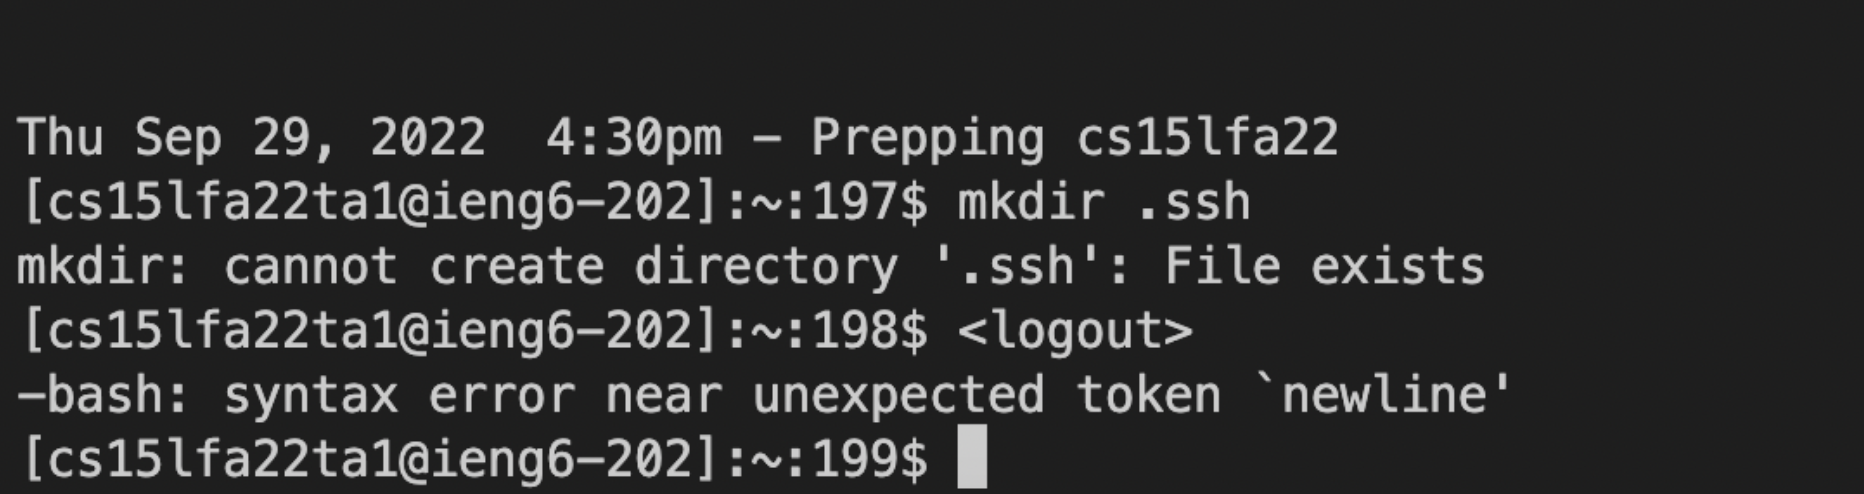 Thu Sep 29, 2022  4:30pm – Prepping cs15lfa22
[cs15lfa22ta1@ieng6-202]:~:197$ mkdir .ssh
mkdir: cannot create directory '.ssh': File exists
[cs15lfa22ta1@ieng6-202]:~:198$ <logout>
-bash: syntax error near unexpected token `newline'
[cs15lfa22ta1@ieng6-202]:~:199$